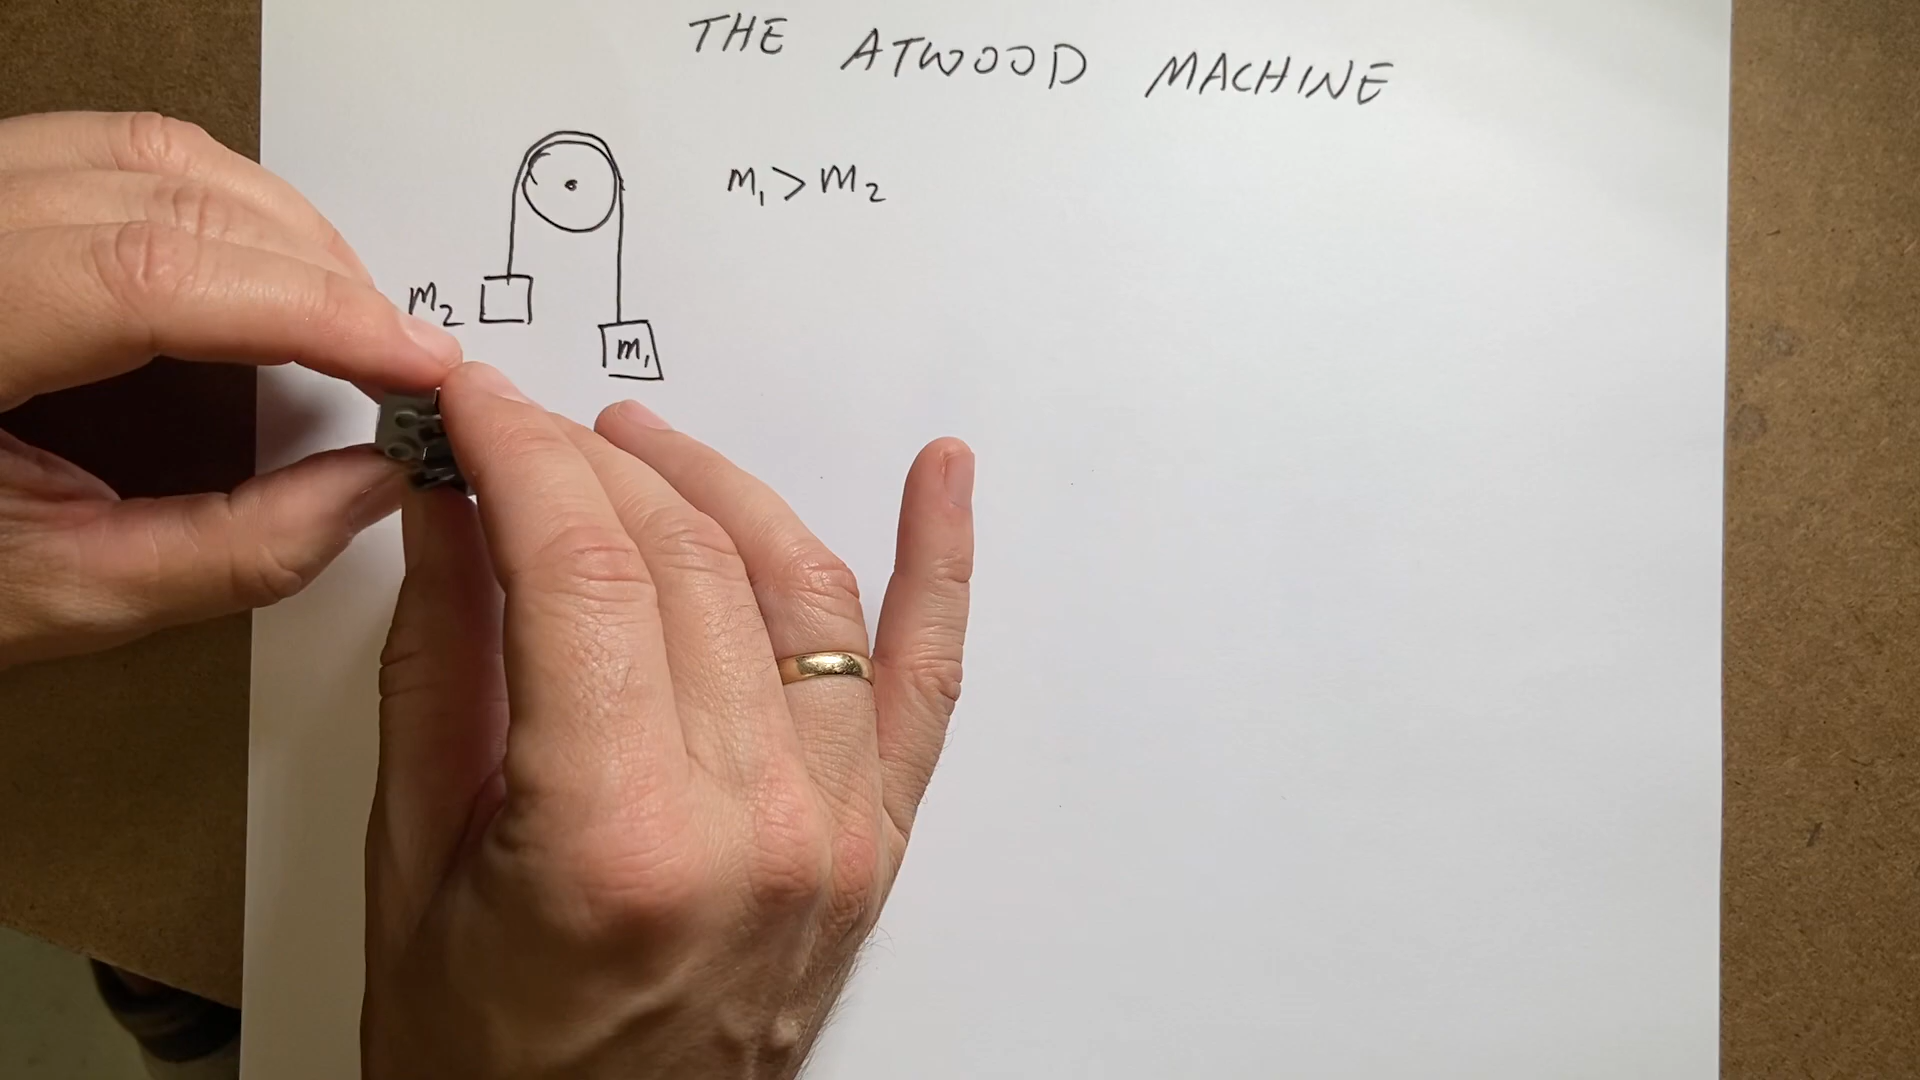 THE ATWOOD MACHINE
m₁ > m₂
m₂
m₁